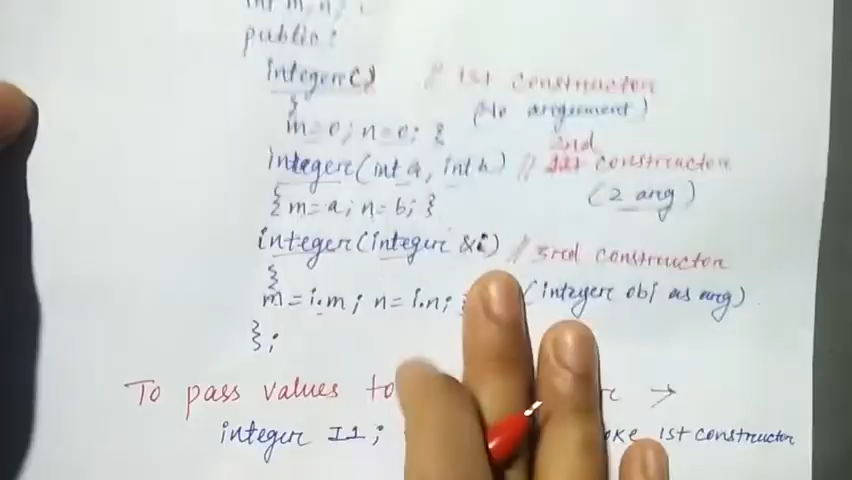 int m, n;
public:
integer() // 1st constructor
{ (No argument)
m=0; n=0; }
integer(int a, int b) // 2nd constructor
{ m=a; n=b; } (2 arg)
integer(integer &i) // 3rd constructor
{
m = i.m; n = i.n; (integer obj as arg)
};
To pass values to →
integer I1; 1st constructor